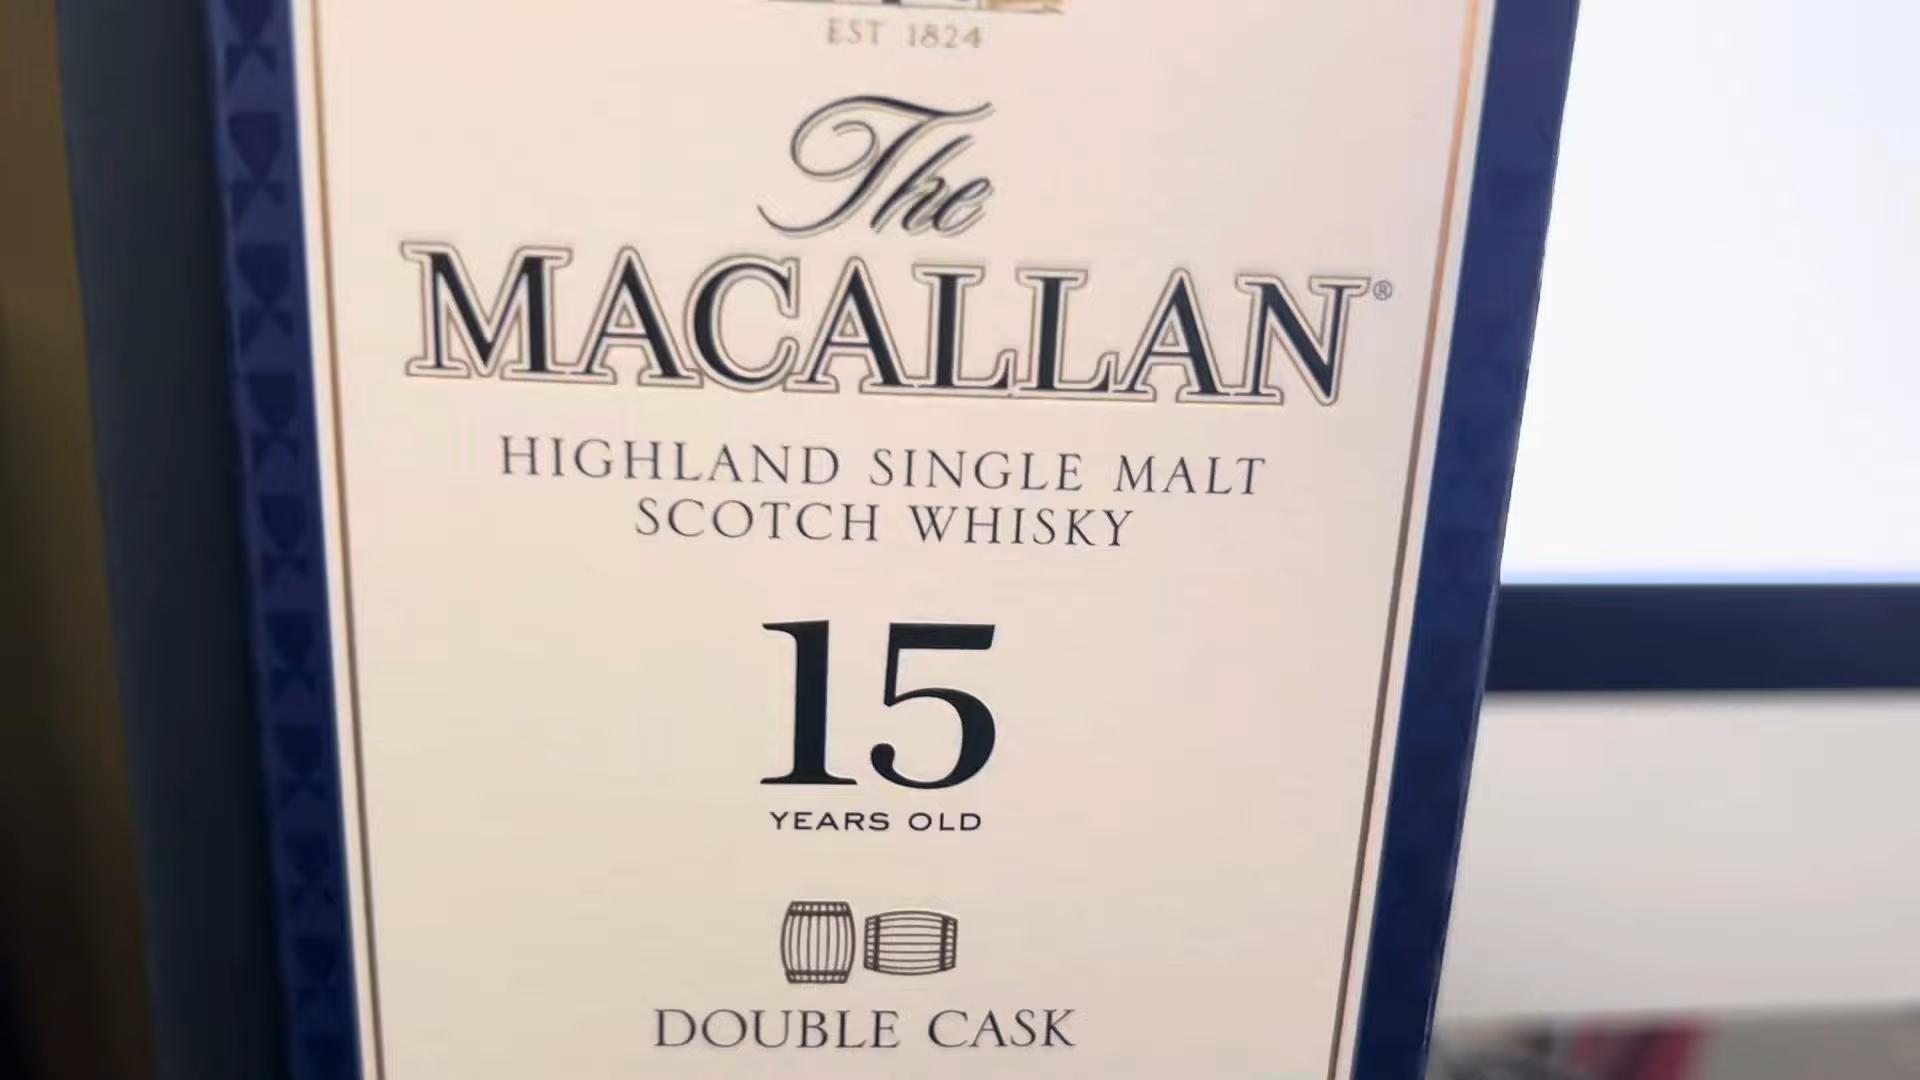 EST 1824
The
MACALLAN®
HIGHLAND SINGLE MALT
SCOTCH WHISKY
15
YEARS OLD
DOUBLE CASK